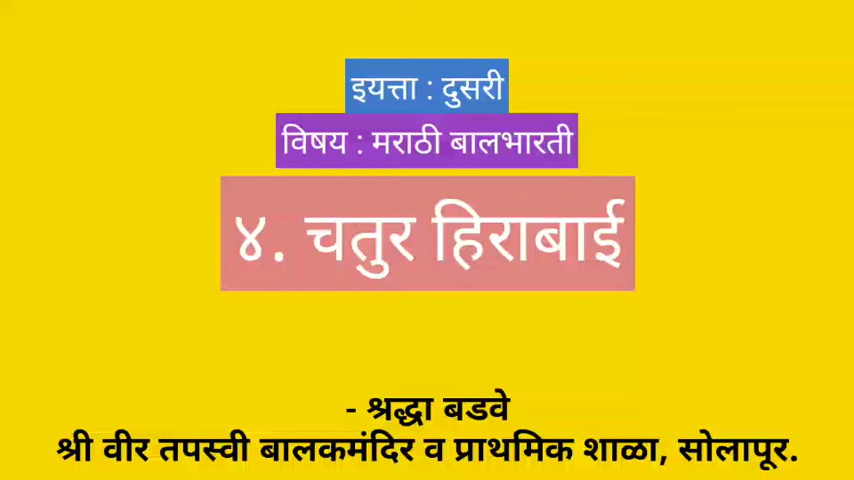 इयत्ता : दुसरी
विषय : मराठी बालभारती
४. चतुर हिराबाई
- श्रद्धा बडवे
श्री वीर तपस्वी बालकमंदिर व प्राथमिक शाळा, सोलापूर.